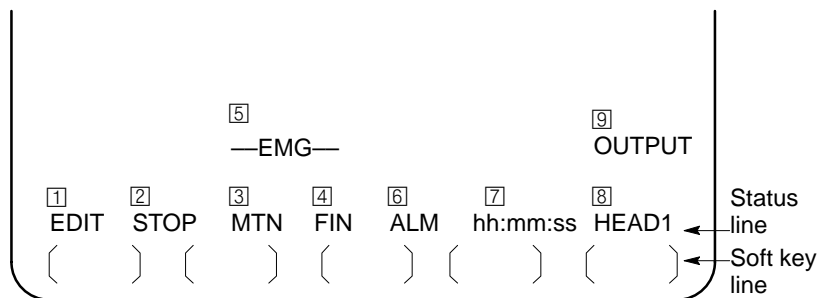 5 9
—EMG— OUTPUT
1 2 3 4 6 7 8
EDIT STOP MTN FIN ALM hh:mm:ss HEAD1
Status
line
Soft key
line